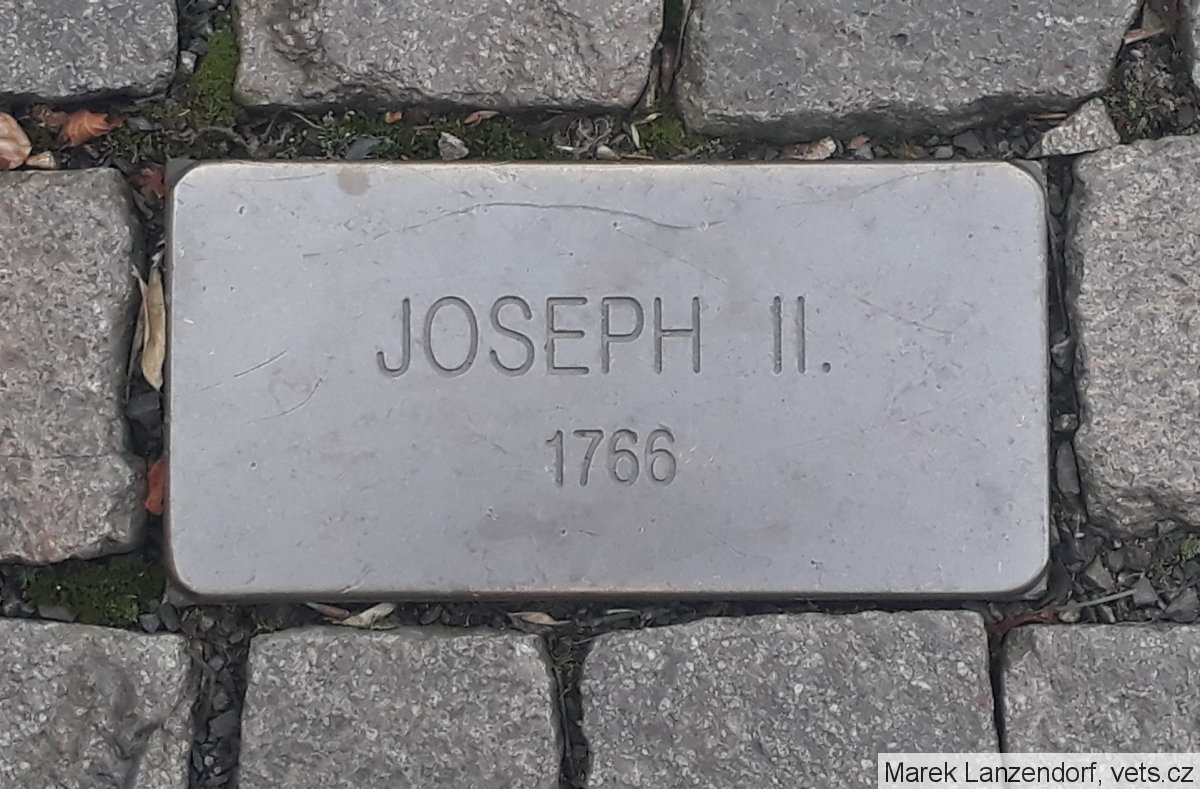 JOSEPH II.
1766
Marek Lanzendorf, vets.cz